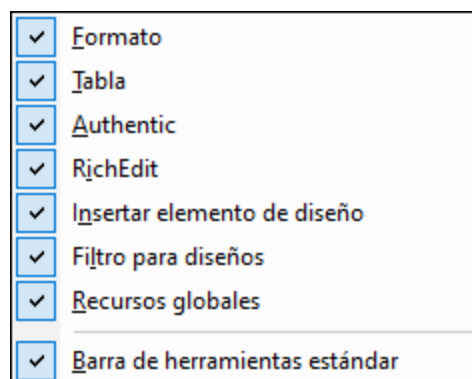 Formato
Tabla
Authentic
RichEdit
Insertar elemento de diseño
Filtro para diseños
Recursos globales
Barra de herramientas estándar